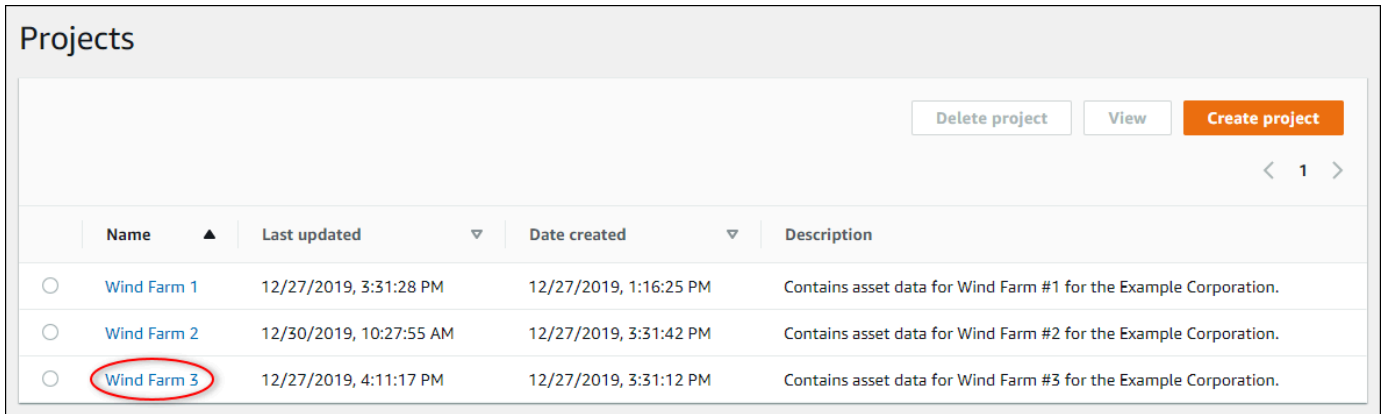 Projects
Delete project View Create project
1
Name Last updated Date created Description
Wind Farm 1 12/27/2019, 3:31:28 PM 12/27/2019, 1:16:25 PM Contains asset data for Wind Farm #1 for the Example Corporation.
Wind Farm 2 12/30/2019, 10:27:55 AM 12/27/2019, 3:31:42 PM Contains asset data for Wind Farm #2 for the Example Corporation.
Wind Farm 3 12/27/2019, 4:11:17 PM 12/27/2019, 3:31:12 PM Contains asset data for Wind Farm #3 for the Example Corporation.